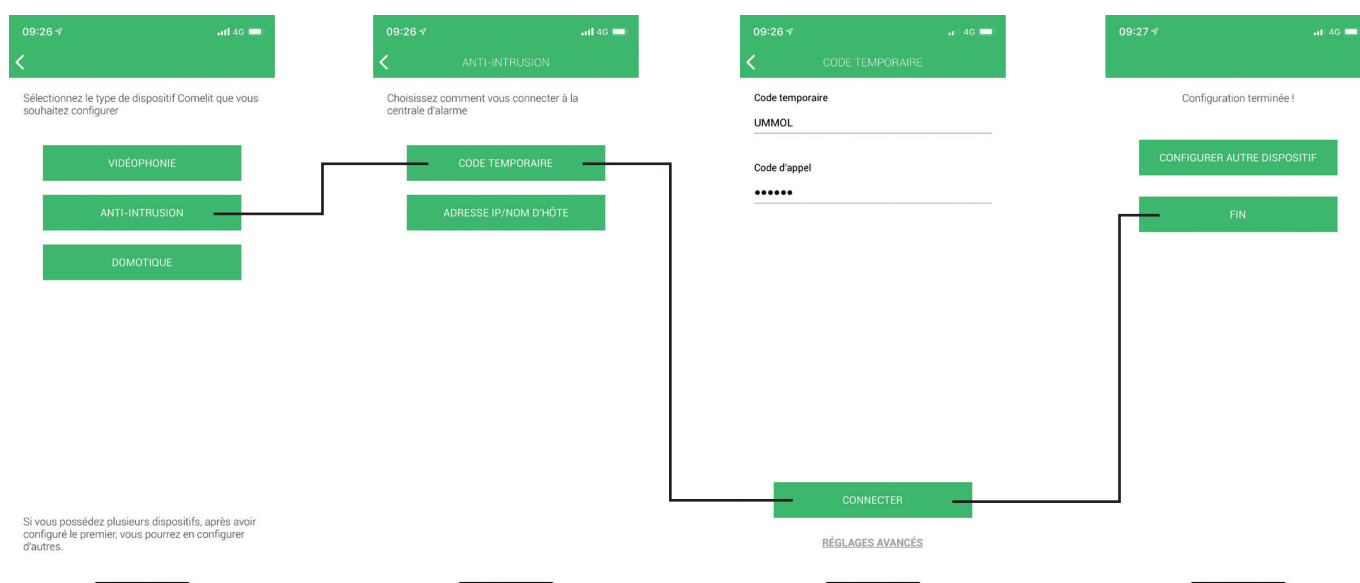 09:26
4G
Sélectionnez le type de dispositif Comelit que vous
souhaitez configurer
VIDÉOPHONIE
ANTI-INTRUSION
DOMOTIQUE
Si vous possédez plusieurs dispositifs, après avoir
configuré le premier, vous pourrez en configurer
d'autres.
09:26
4G
ANTI-INTRUSION
Choisissez comment vous connecter à la
centrale d'alarme
CODE TEMPORAIRE
ADRESSE IP/NOM D'HÔTE
09:26
4G
CODE TEMPORAIRE
Code temporaire
UMMOL
Code d'appel
••••••
CONNECTER
RÉGLAGES AVANCÉS
09:27
4G
Configuration terminée !
CONFIGURER AUTRE DISPOSITIF
FIN